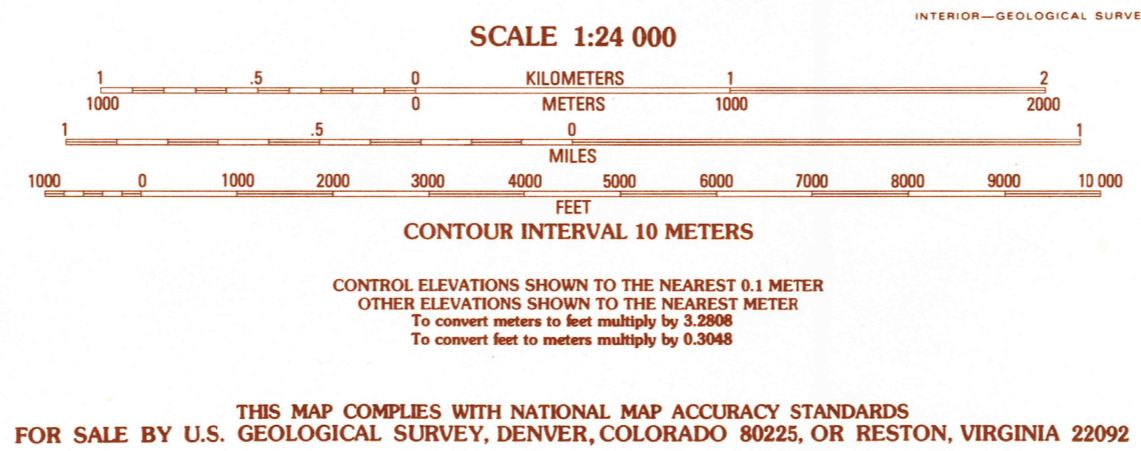 INTERIOR—GEOLOGICAL SURVE
SCALE 1:24 000
1 .5 0 KILOMETERS 1 2
1000 0 METERS 1000 2000
1 .5 0 1
MILES
1000 0 1000 2000 3000 4000 5000 6000 7000 8000 9000 10 000
FEET
CONTOUR INTERVAL 10 METERS
CONTROL ELEVATIONS SHOWN TO THE NEAREST 0.1 METER
OTHER ELEVATIONS SHOWN TO THE NEAREST METER
To convert meters to feet multiply by 3.2808
To convert feet to meters multiply by 0.3048
THIS MAP COMPLIES WITH NATIONAL MAP ACCURACY STANDARDS
FOR SALE BY U.S. GEOLOGICAL SURVEY, DENVER, COLORADO 80225, OR RESTON, VIRGINIA 22092